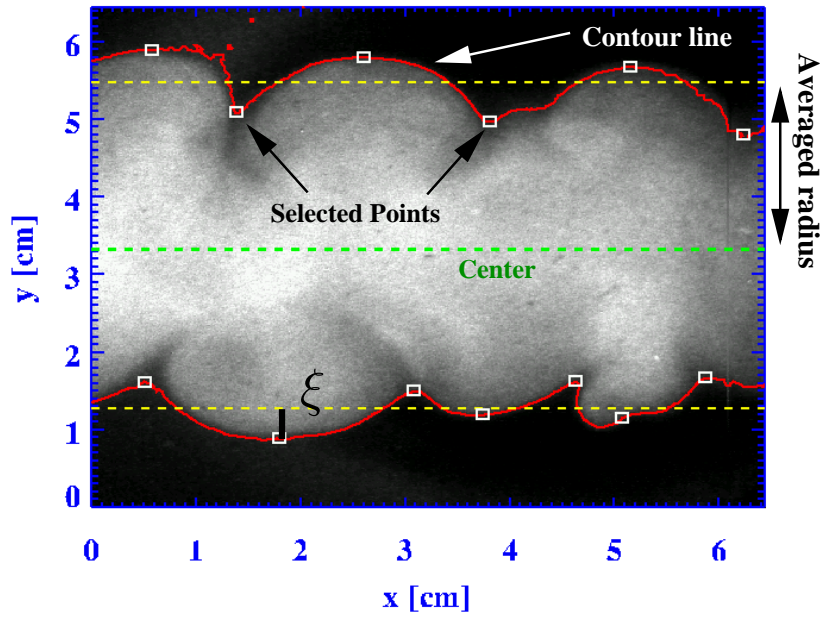 6
5
4
3
2
1
0
y [cm]
Contour line
Selected Points
Center
ξ
Averaged radius
0 1 2 3 4 5 6
x [cm]